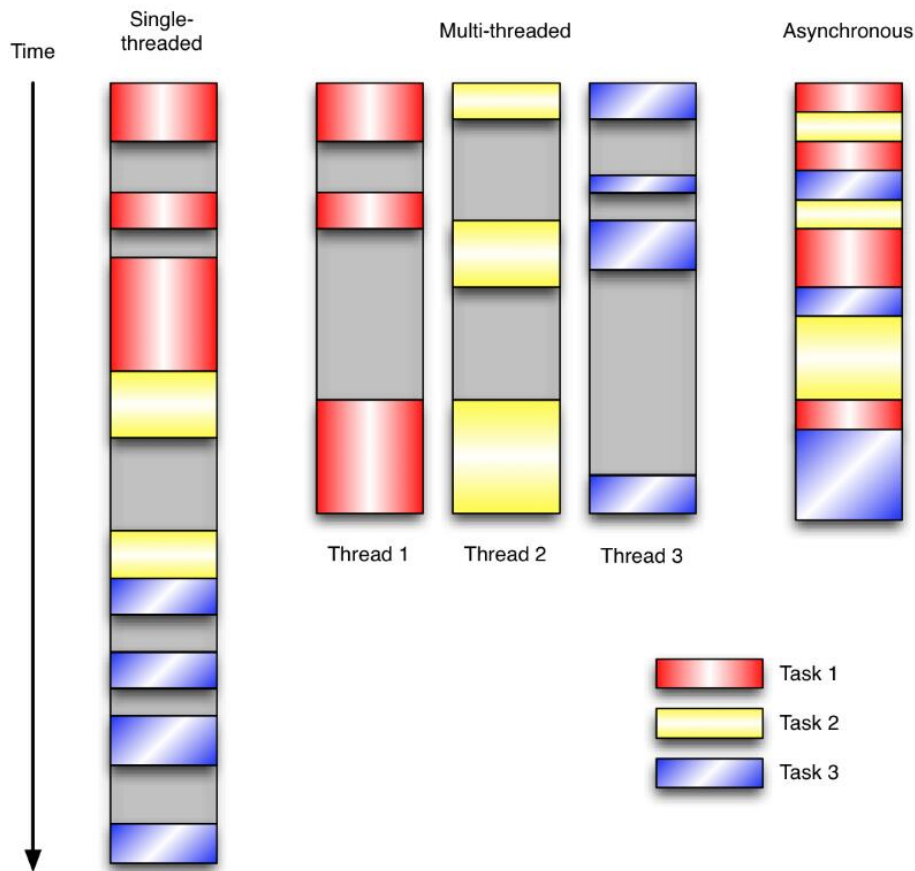 Time
Single-
threaded
Multi-threaded
Asynchronous
Thread 1
Thread 2
Thread 3
Task 1
Task 2
Task 3